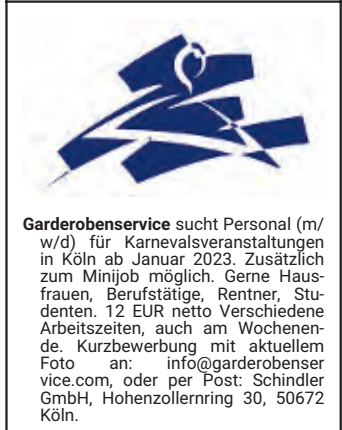 Garderobenservice sucht Personal (m/
w/d) für Karnevalsveranstaltungen
in Köln ab Januar 2023. Zusätzlich
zum Minijob möglich. Gerne Haus-
frauen, Berufstätige, Rentner, Stu-
denten. 12 EUR netto Verschiedene
Arbeitszeiten, auch am Wochenen-
de. Kurzbewerbung mit aktuellem
Foto an: info@garderobenser
vice.com, oder per Post: Schindler
GmbH, Hohenzollernring 30, 50672
Köln.